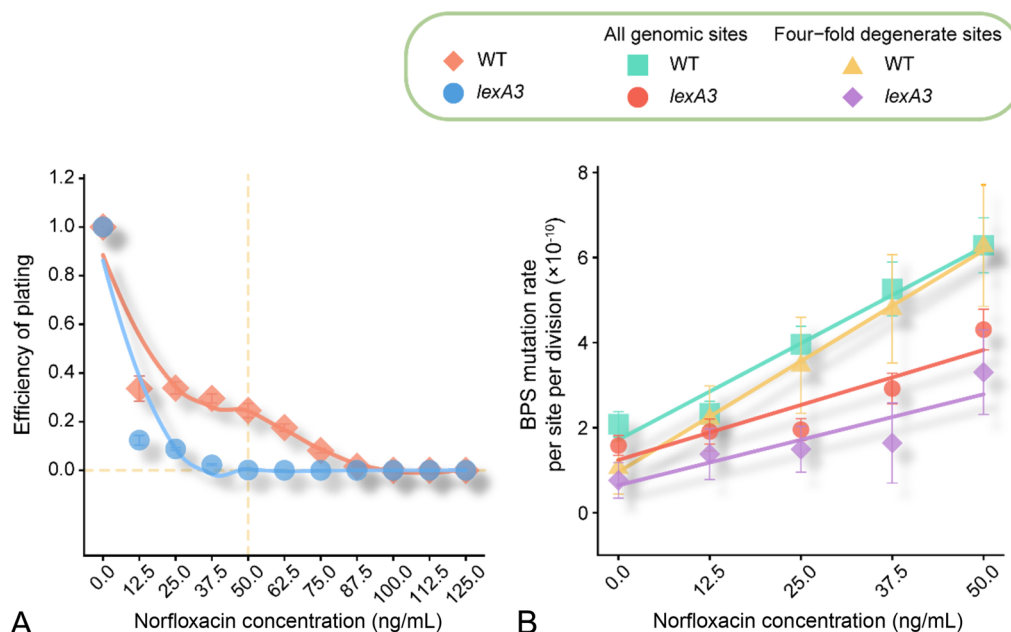 All genomic sites Four−fold degenerate sites
WT WT WT
lexA3 lexA3 lexA3
Efficiency of plating
1.2
1.0
0.8
0.6
0.4
0.2
0.0
0.0 12.5 25.0 37.5 50.0 62.5 75.0 87.5 100.0 112.5 125.0
Norfloxacin concentration (ng/mL)
A
BPS mutation rate
per site per division (×10⁻¹⁰)
8
6
4
2
0
0.0 12.5 25.0 37.5 50.0
Norfloxacin concentration (ng/mL)
B